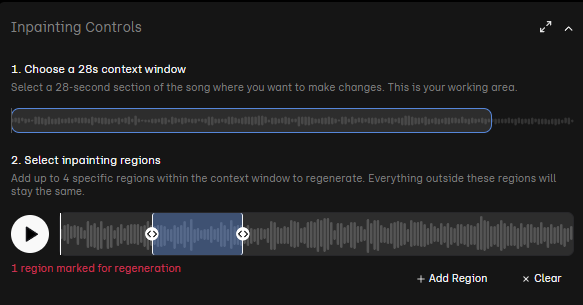 Inpainting Controls
1. Choose a 28s context window
Select a 28-second section of the song where you want to make changes. This is your working area.
2. Select inpainting regions
Add up to 4 specific regions within the context window to regenerate. Everything outside these regions will
stay the same.
1 region marked for regeneration
+ Add Region
× Clear